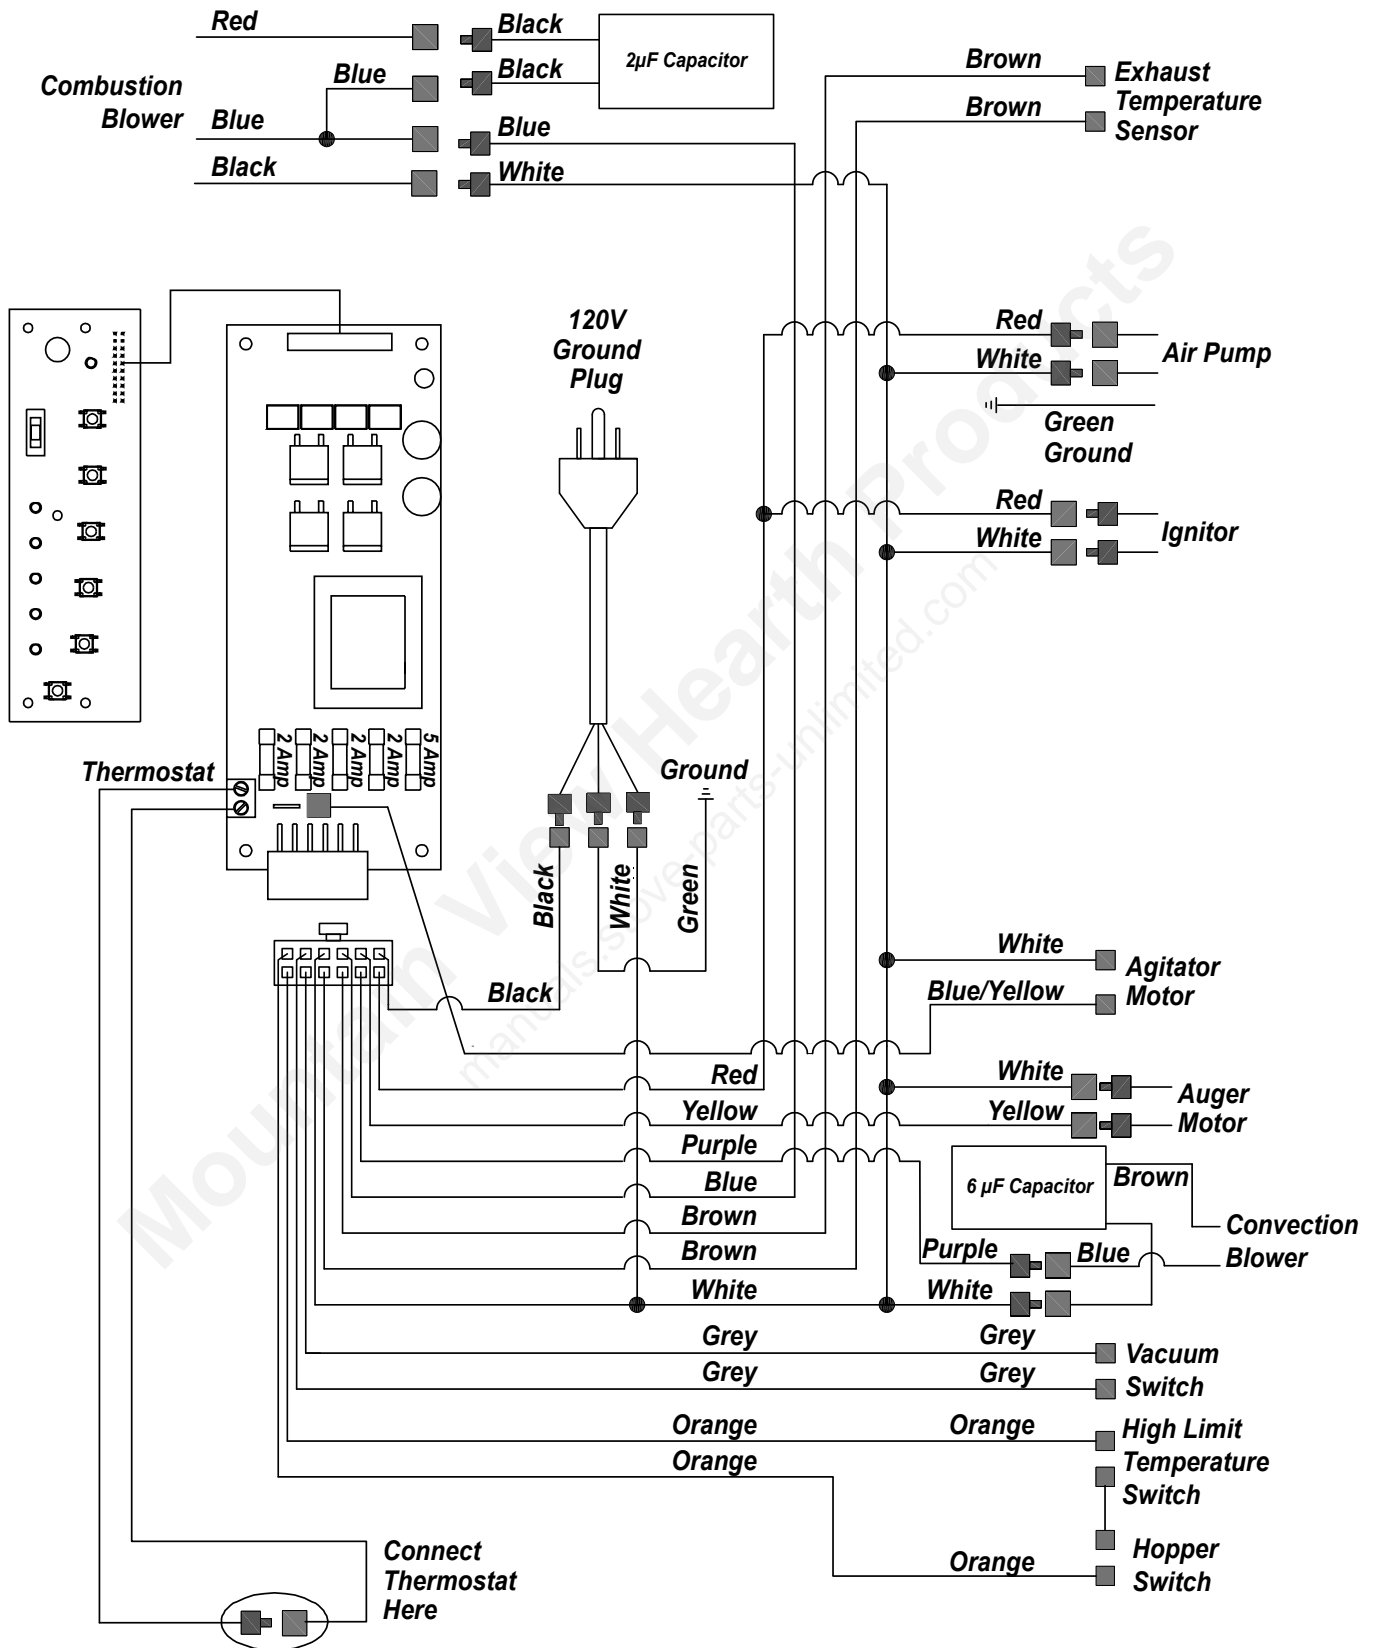 Red
Black
2µF Capacitor
Blue
Black
Combustion
Blower
Blue
Blue
Black
White
Brown
Exhaust
Temperature
Sensor
Brown
120V
Ground
Plug
Red
White
Air Pump
Green
Ground
Red
White
Ignitor
2 Amp
2 Amp
2 Amp
2 Amp
5 Amp
Thermostat
Ground
Black
White
Green
Black
White
Agitator
Motor
Blue/Yellow
Red
White
Auger
Motor
Yellow
Yellow
Purple
6 µF Capacitor
Brown
Blue
Convection
Blower
Brown
Purple
Blue
Brown
White
White
Grey
Grey
Vacuum
Switch
Grey
Grey
Orange
Orange
High Limit
Temperature
Switch
Orange
Orange
Hopper
Switch
Connect
Thermostat
Here
Mountain View Hearth Products
manuals.stove-parts-unlimited.com